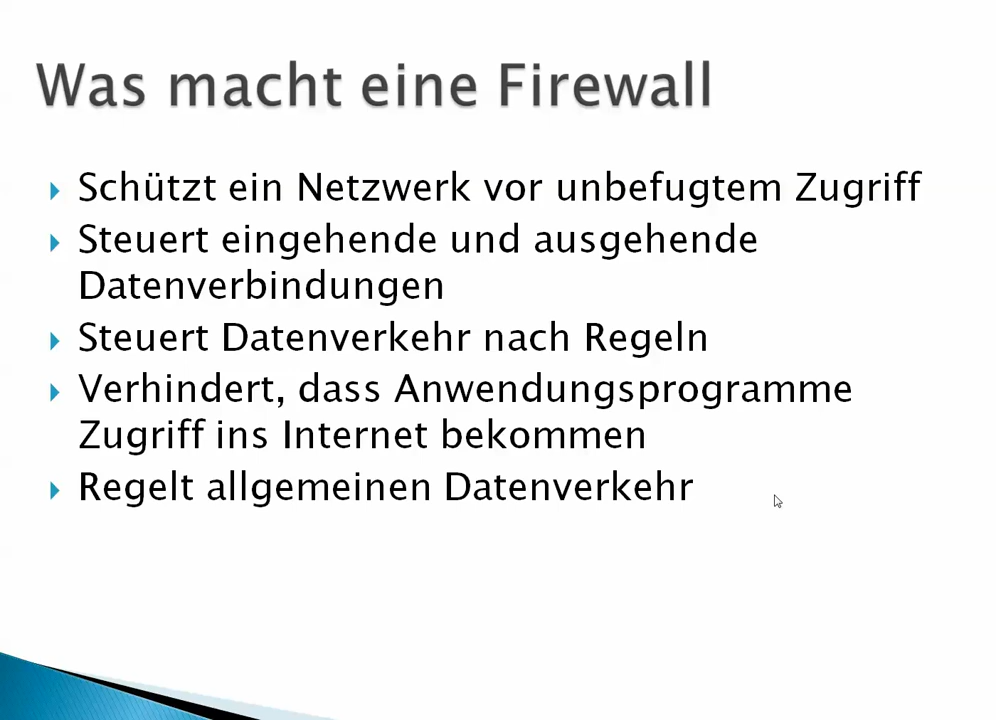 Was macht eine Firewall
Schützt ein Netzwerk vor unbefugtem Zugriff
Steuert eingehende und ausgehende
Datenverbindungen
Steuert Datenverkehr nach Regeln
Verhindert, dass Anwendungsprogramme
Zugriff ins Internet bekommen
Regelt allgemeinen Datenverkehr